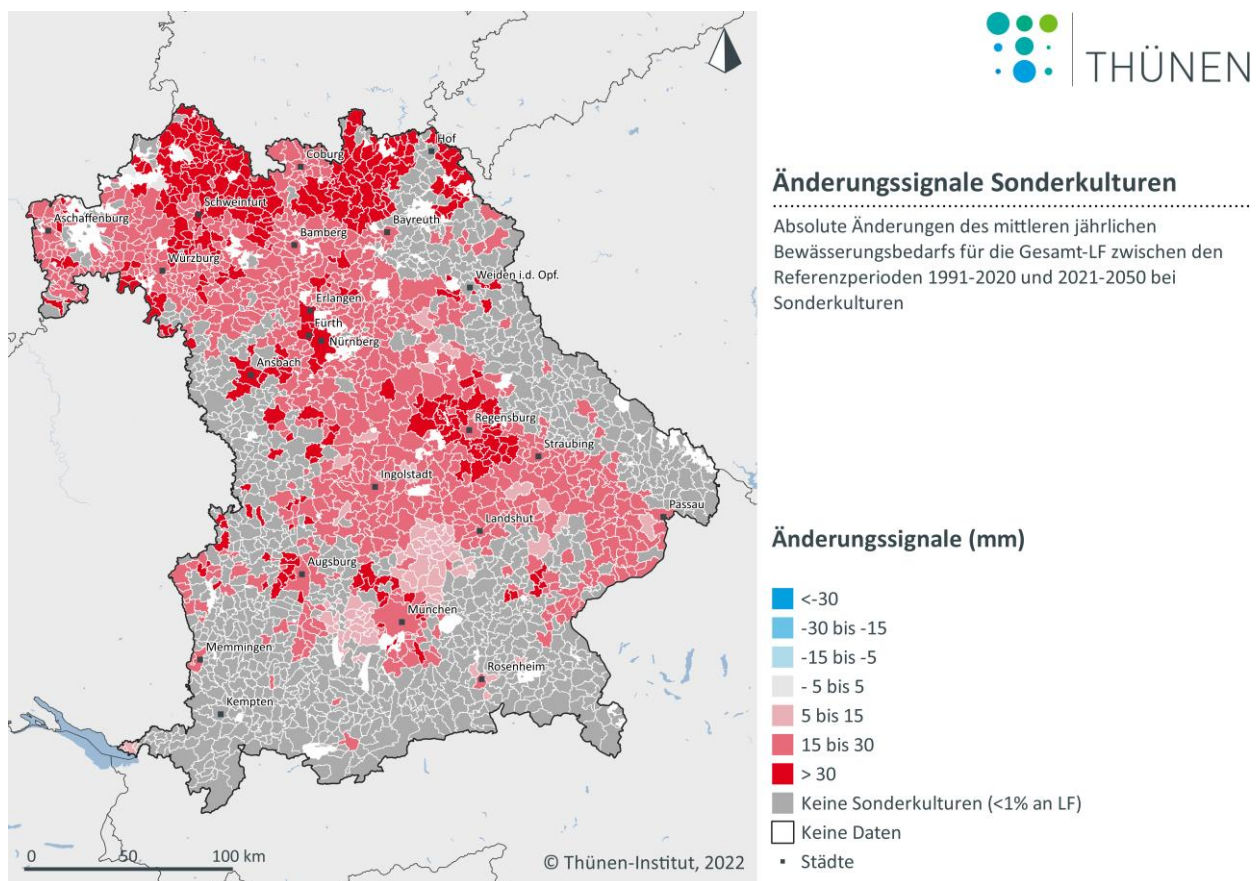 THÜNEN
Änderungssignale Sonderkulturen
Absolute Änderungen des mittleren jährlichen
Bewässerungsbedarfs für die Gesamt-LF zwischen den
Referenzperioden 1991-2020 und 2021-2050 bei
Sonderkulturen
Hof
Coburg
Schweinfurt
Aschaffenburg
Bayreuth
Bamberg
Würzburg
Weiden i.d. Opf.
Erlangen
Fürth
Nürnberg
Ansbach
Regensburg
Straubing
Ingolstadt
Passau
Landshut
Augsburg
München
Memmingen
Rosenheim
Kempten
0 50 100 km
© Thünen-Institut, 2022
Änderungssignale (mm)
<-30
-30 bis -15
-15 bis -5
- 5 bis 5
5 bis 15
15 bis 30
> 30
Keine Sonderkulturen (<1% an LF)
Keine Daten
Städte